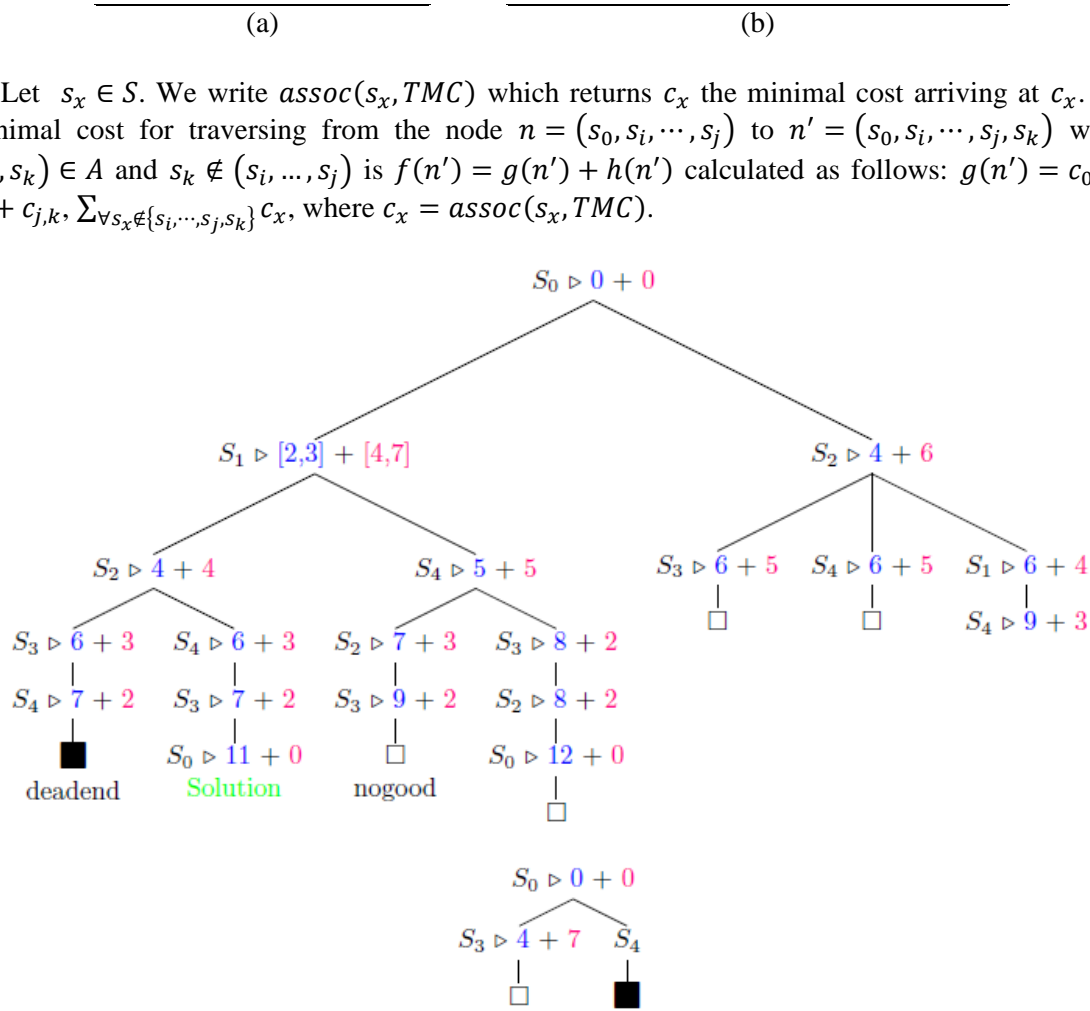 (a) (b)
Let s_x ∈ S. We write assoc(s_x, TMC) which returns c_x the minimal cost arriving at c_x.
nimal cost for traversing from the node n = (s_0, s_i, ⋯, s_j) to n′ = (s_0, s_i, ⋯, s_j, s_k) w
, s_k) ∈ A and s_k ∉ (s_i, …, s_j) is f(n′) = g(n′) + h(n′) calculated as follows: g(n′) = c_0
+ c_{j,k}, ∑_{∀s_x∉{s_i,⋯,s_j,s_k}} c_x, where c_x = assoc(s_x, TMC).
S_0 ▹ 0 + 0
S_1 ▹ [2,3] + [4,7] S_2 ▹ 4 + 6
S_2 ▹ 4 + 4 S_4 ▹ 5 + 5 S_3 ▹ 6 + 5 S_4 ▹ 6 + 5 S_1 ▹ 6 + 4
S_4 ▹ 9 + 3
S_3 ▹ 6 + 3 S_4 ▹ 6 + 3 S_2 ▹ 7 + 3 S_3 ▹ 8 + 2
S_4 ▹ 7 + 2 S_3 ▹ 7 + 2 S_3 ▹ 9 + 2 S_2 ▹ 8 + 2
S_0 ▹ 11 + 0 S_0 ▹ 12 + 0
deadend Solution nogood
S_0 ▹ 0 + 0
S_3 ▹ 4 + 7 S_4